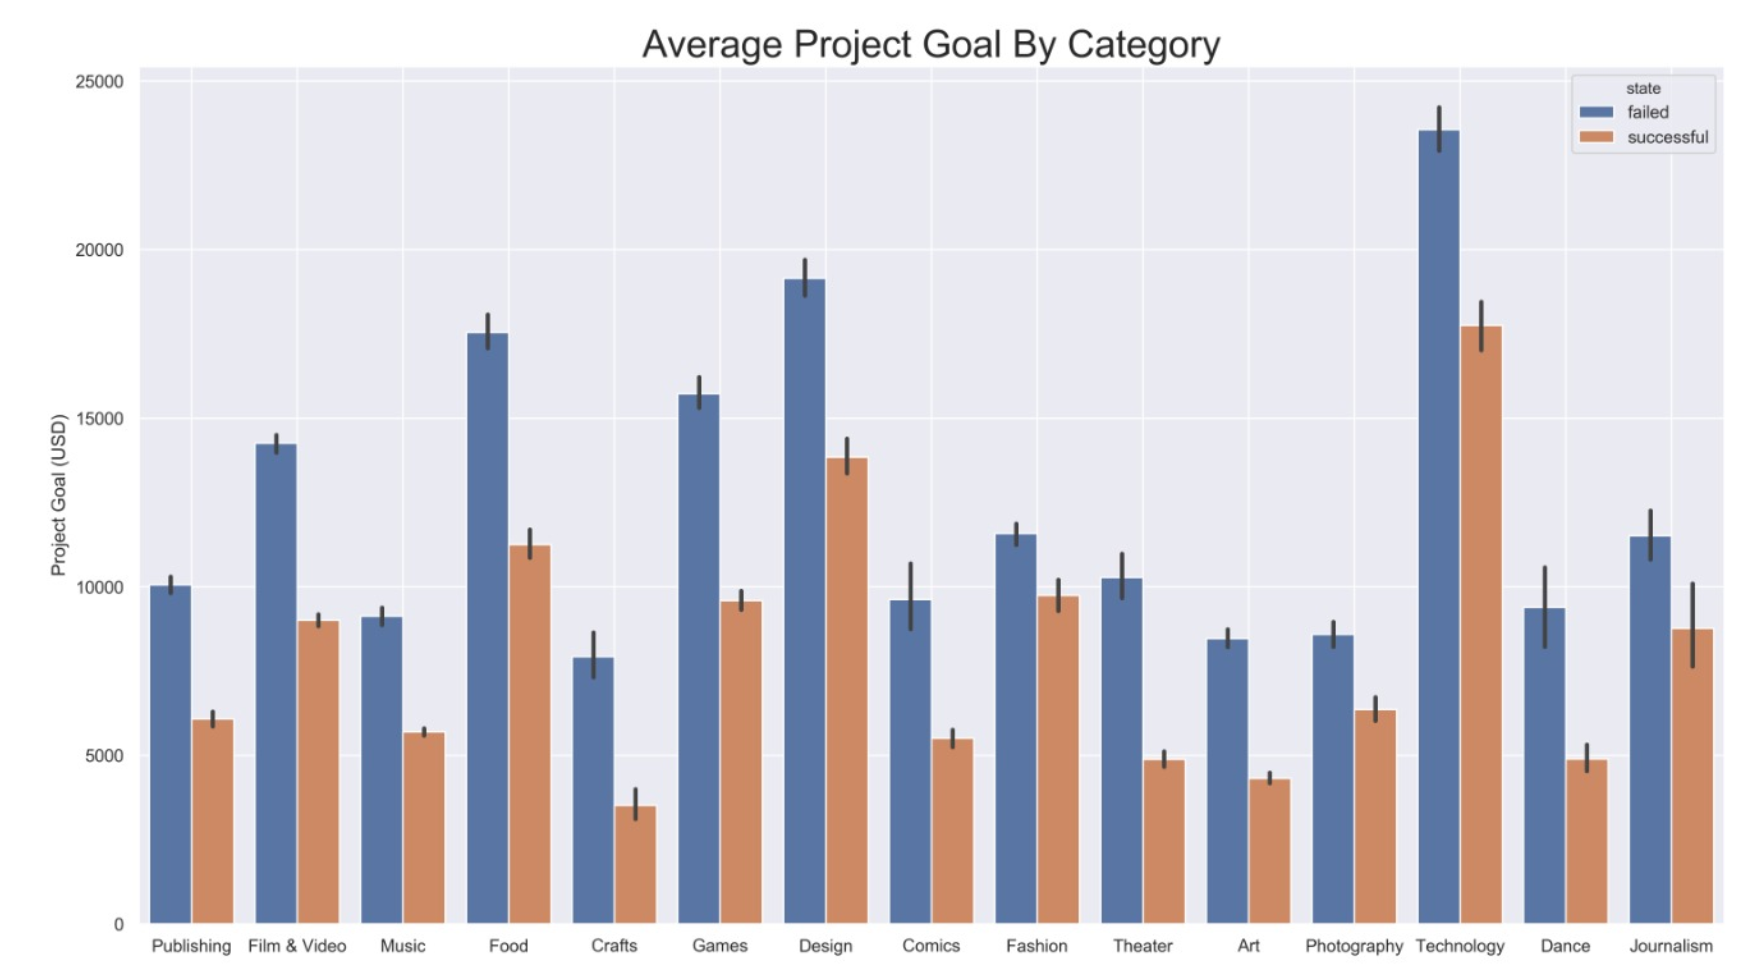 Average Project Goal By Category
25000
20000
15000
10000
5000
0
Project Goal (USD)
state
failed
successful
Publishing Film & Video Music Food Crafts Games Design Comics Fashion Theater Art Photography Technology Dance Journalism